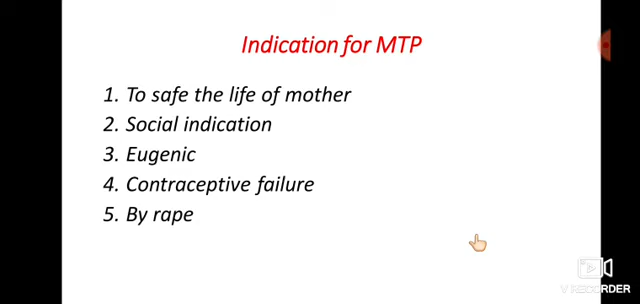 Indication for MTP
1. To safe the life of mother
2. Social indication
3. Eugenic
4. Contraceptive failure
5. By rape
V RECORDER